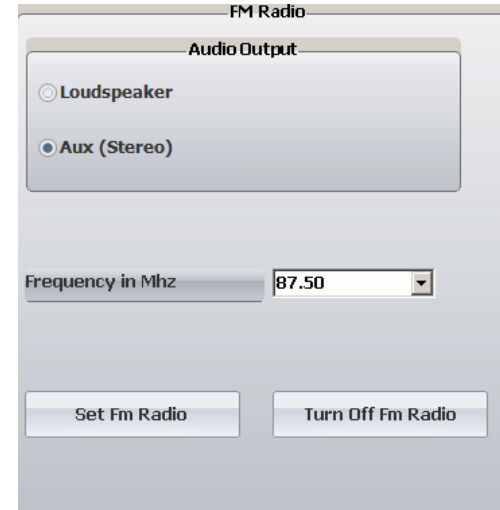 FM Radio
Audio Output
Loudspeaker
Aux (Stereo)
Frequency in Mhz 87.50
Set Fm Radio Turn Off Fm Radio